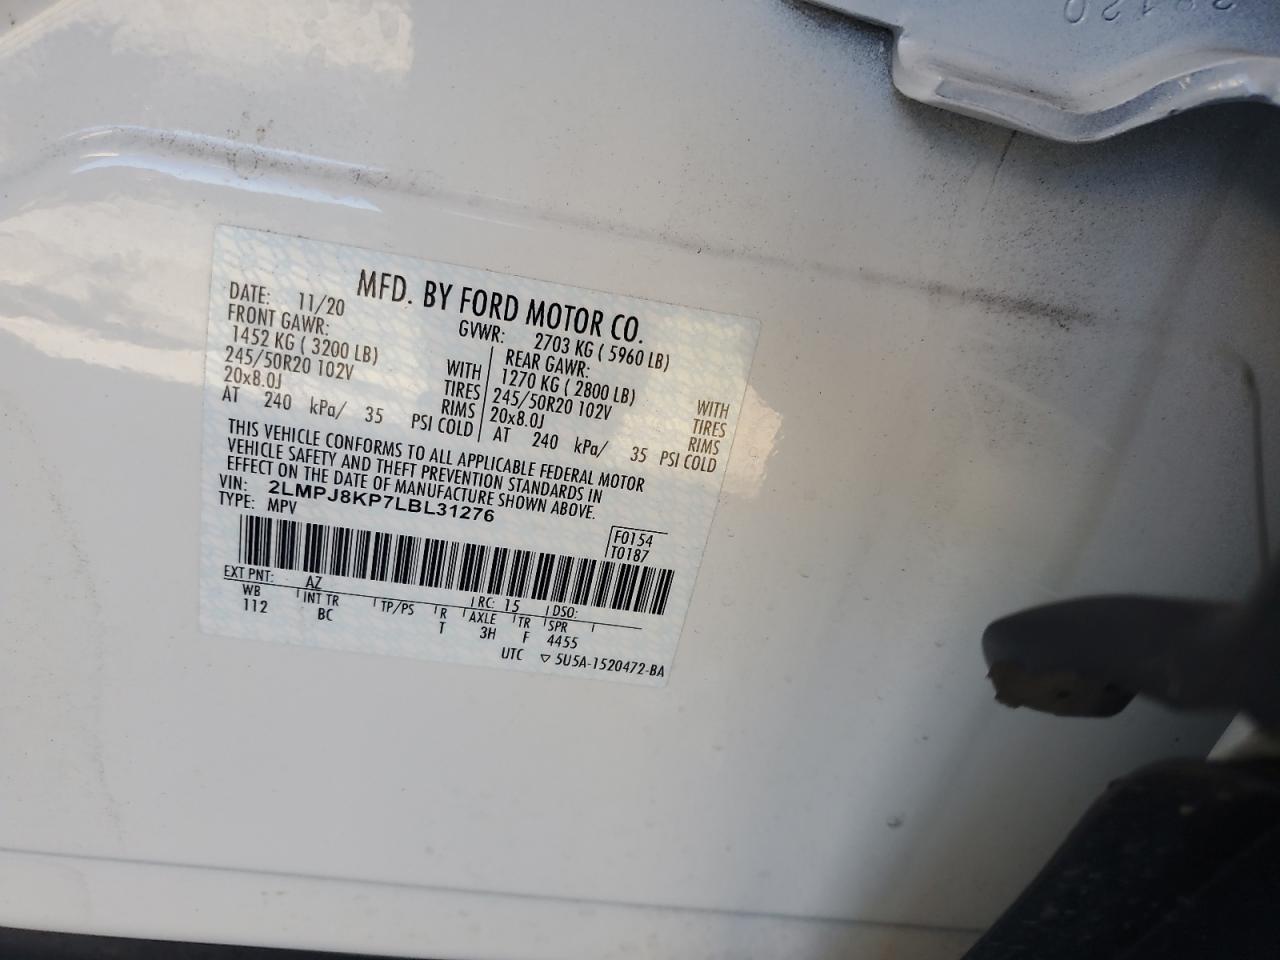 28120
MFD. BY FORD MOTOR CO.
DATE: 11/20 GVWR: 2703 KG ( 5960 LB)
FRONT GAWR: REAR GAWR:
1452 KG ( 3200 LB) WITH 1270 KG ( 2800 LB) WITH
245/50R20 102V TIRES 245/50R20 102V TIRES
20x8.0J RIMS 20x8.0J RIMS
AT 240 kPa/ 35 PSI COLD AT 240 kPa/ 35 PSI COLD
THIS VEHICLE CONFORMS TO ALL APPLICABLE FEDERAL MOTOR
VEHICLE SAFETY AND THEFT PREVENTION STANDARDS IN
EFFECT ON THE DATE OF MANUFACTURE SHOWN ABOVE.
VIN: 2LMPJ8KP7LBL31276
TYPE: MPV
F0154
T0187
EXT PNT: AZ RC: 15 DSO:
WB INT TR TP/PS R AXLE TR SPR
112 BC T 3H F 4455
UTC ▽ 5U5A-1520472-BA